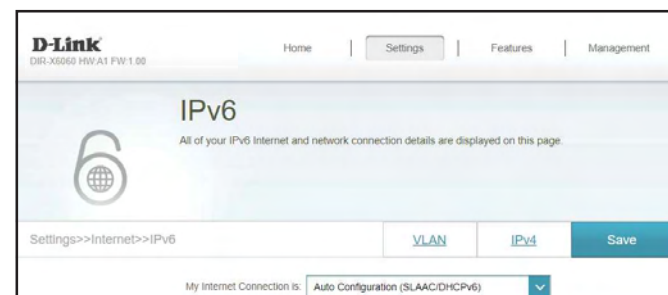 D-Link
DIR-X6060 HW:A1 FW:1.00
Home | Settings | Features | Management
IPv6
All of your IPv6 Internet and network connection details are displayed on this page.
Settings>>Internet>>IPv6 VLAN IPv4 Save
My Internet Connection is: Auto Configuration (SLAAC/DHCPv6)